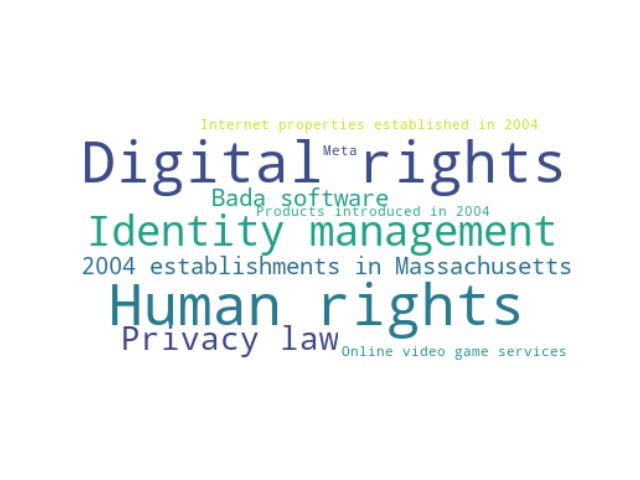 Internet properties established in 2004
Digital rights
Meta
Bada software
Products introduced in 2004
Identity management
2004 establishments in Massachusetts
Human rights
Privacy law
Online video game services